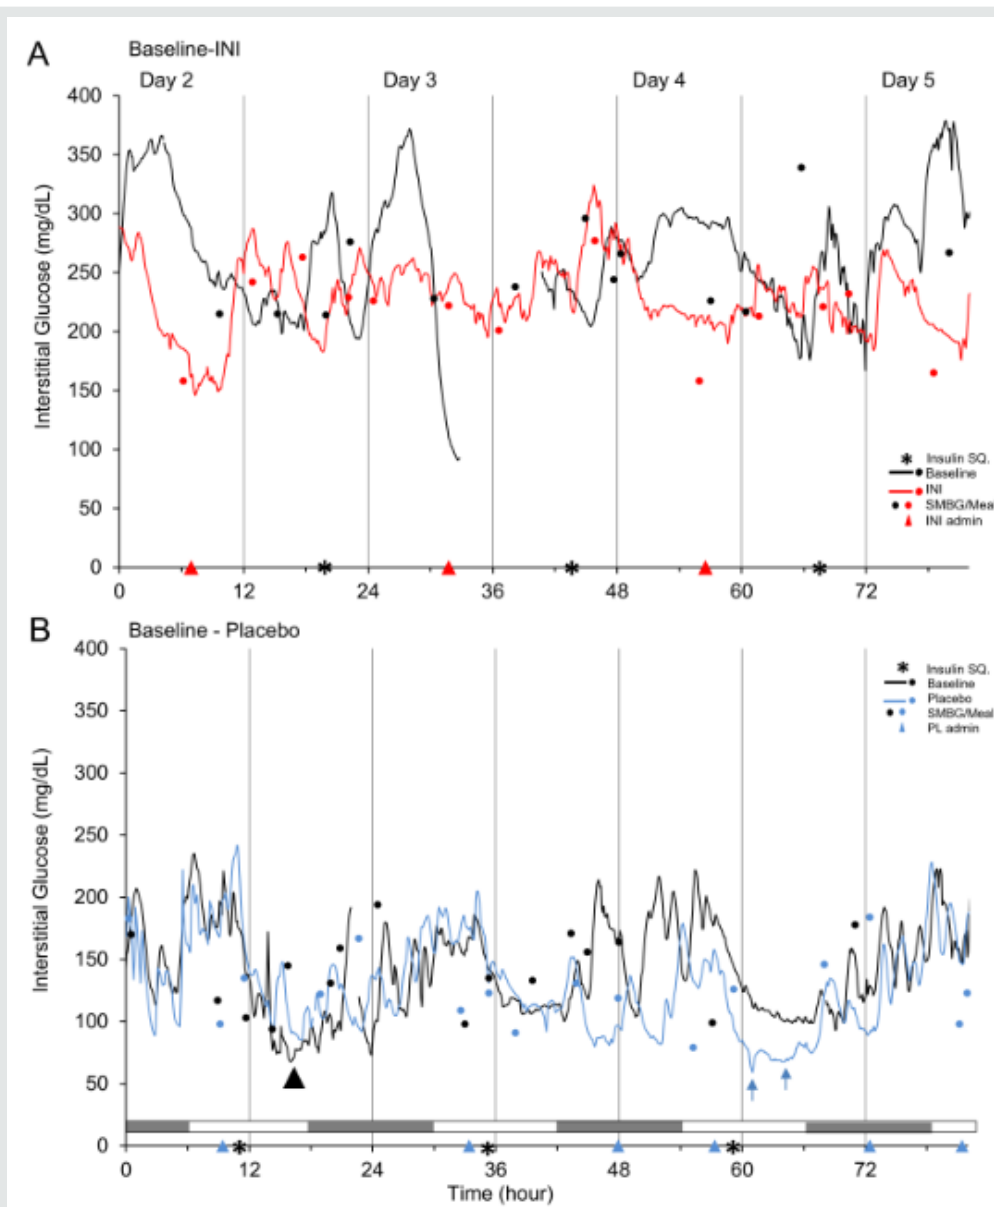 A
Baseline-INI
Day 2 Day 3 Day 4 Day 5
Interstitial Glucose (mg/dL)
400
350
300
250
200
150
100
50
0
* Insulin SQ.
Baseline
INI
SMBG/Meal
INI admin
0 12 24 36 48 60 72
* * *
B
Baseline - Placebo
Interstitial Glucose (mg/dL)
400
350
300
250
200
150
100
50
0
* Insulin SQ.
Baseline
Placebo
SMBG/Meal
PL admin
* * *
0 12 24 36 48 60 72
Time (hour)